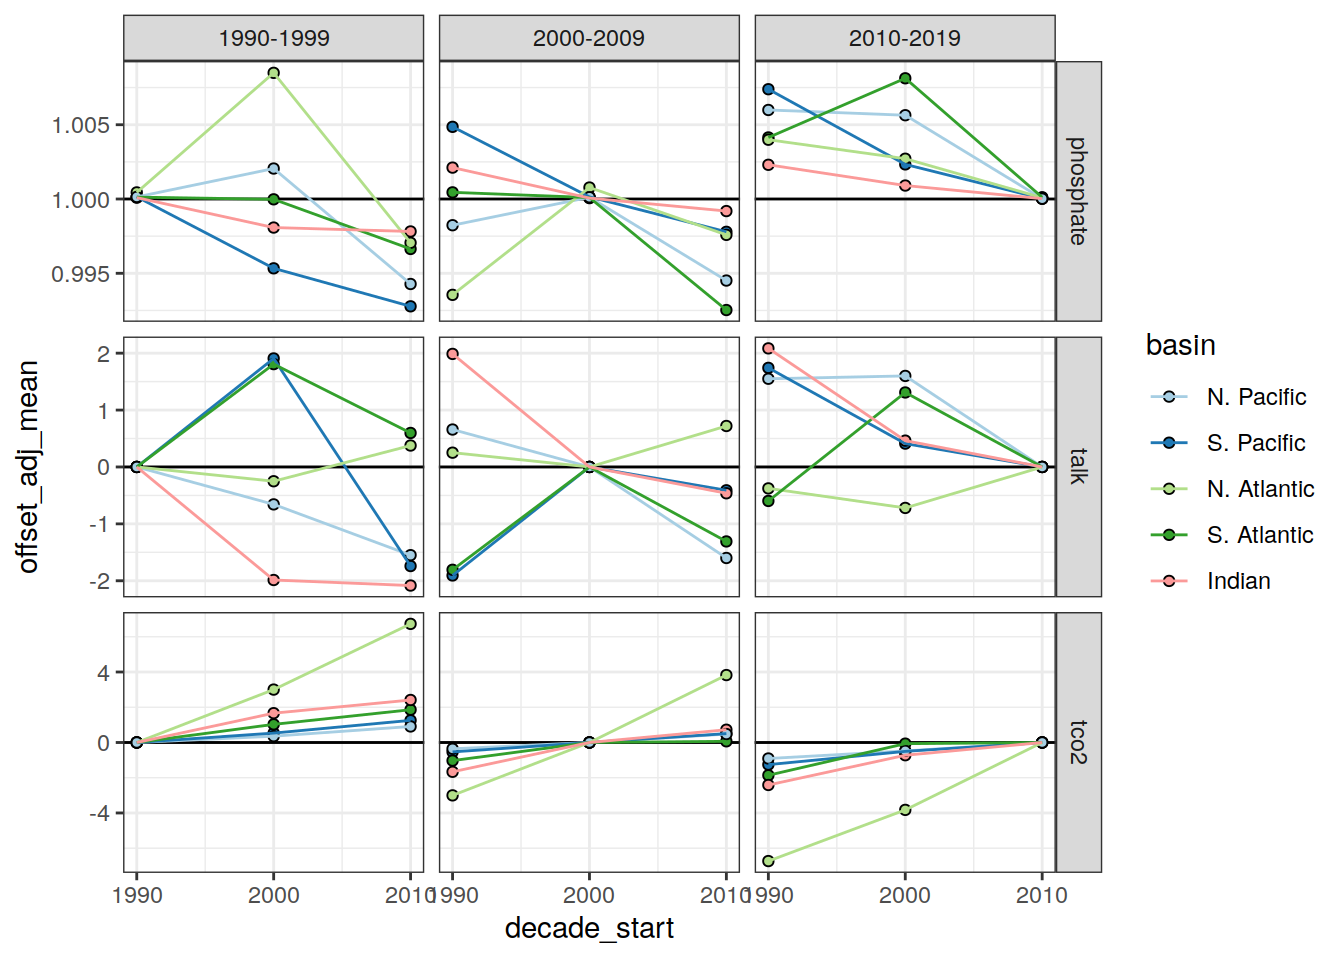 1990-1999
2000-2009
2010-2019
1.005
1.000
0.995
phosphate
2
1
0
-1
-2
talk
4
0
-4
tco2
1990
2000
2010
1990
2000
2010
1990
2000
2010
decade_start
offset_adj_mean
basin
N. Pacific
S. Pacific
N. Atlantic
S. Atlantic
Indian